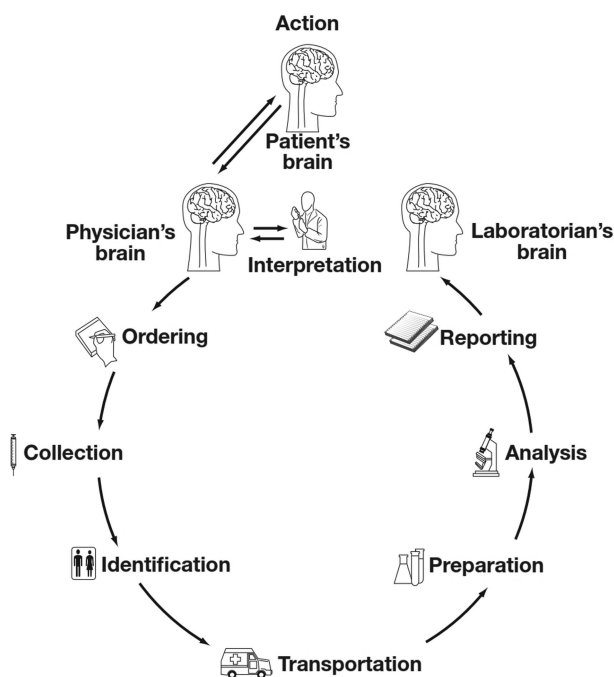 Action
Patient's
brain
Physician's
brain
Interpretation
Laboratorian's
brain
Ordering
Reporting
Collection
Analysis
Identification
Preparation
Transportation